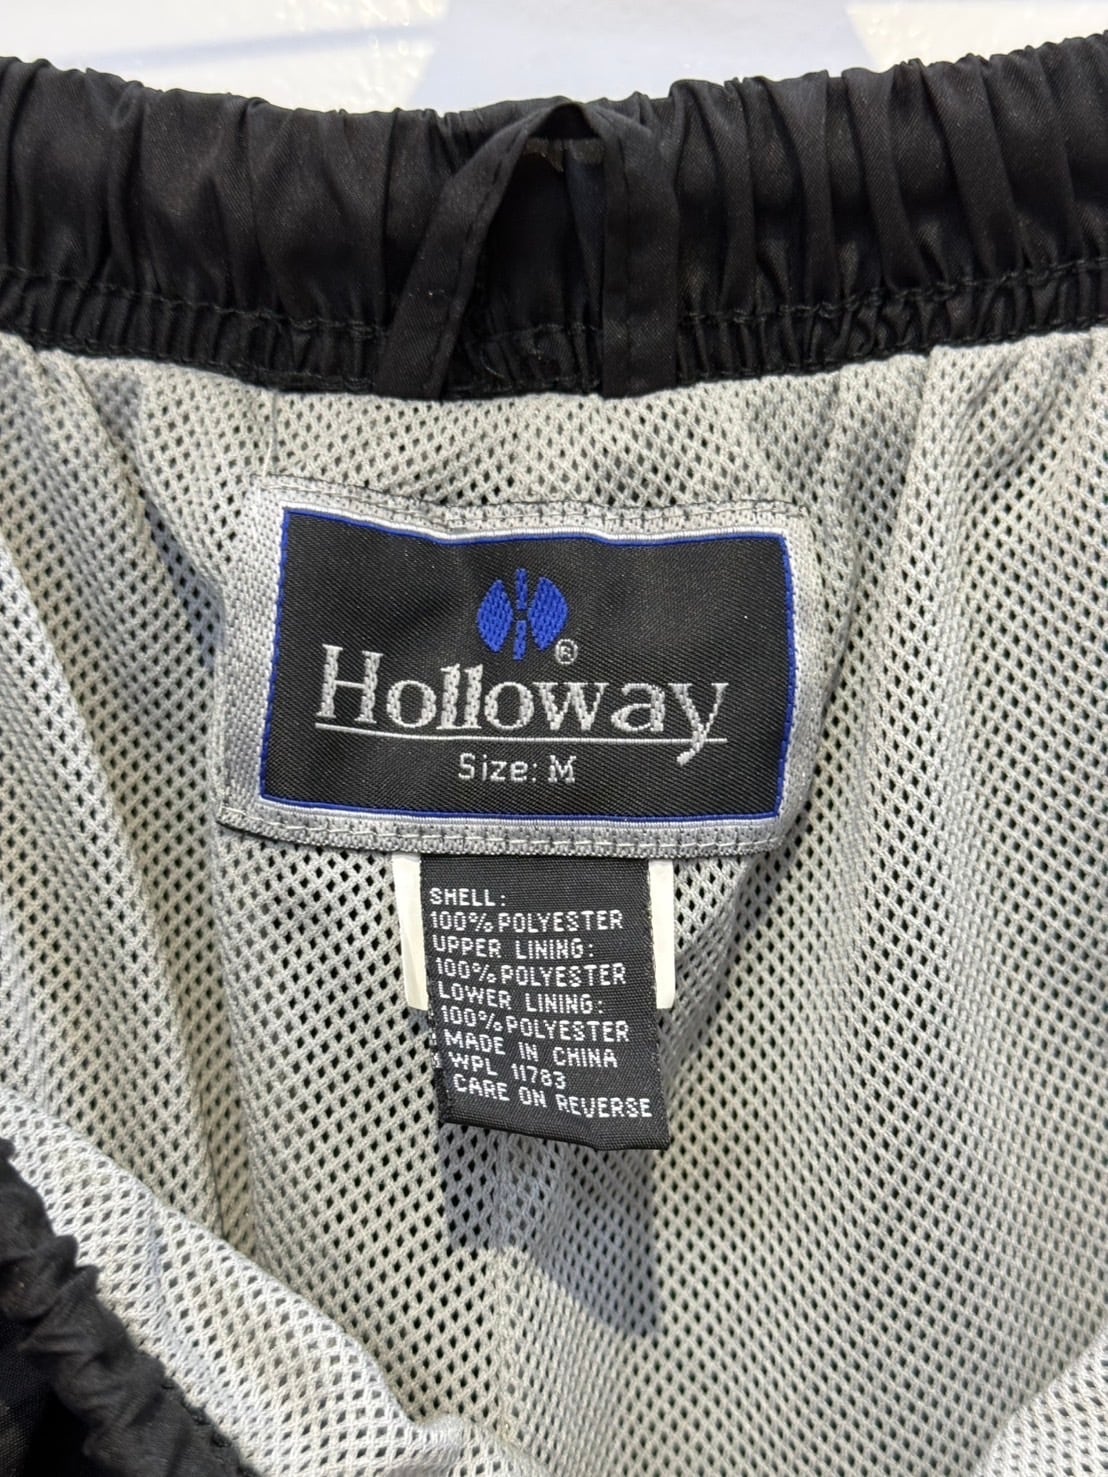 Holloway®
Size: M
SHELL:
100% POLYESTER
UPPER LINING:
100% POLYESTER
LOWER LINING:
100% POLYESTER
MADE IN CHINA
WPL 11783
CARE ON REVERSE